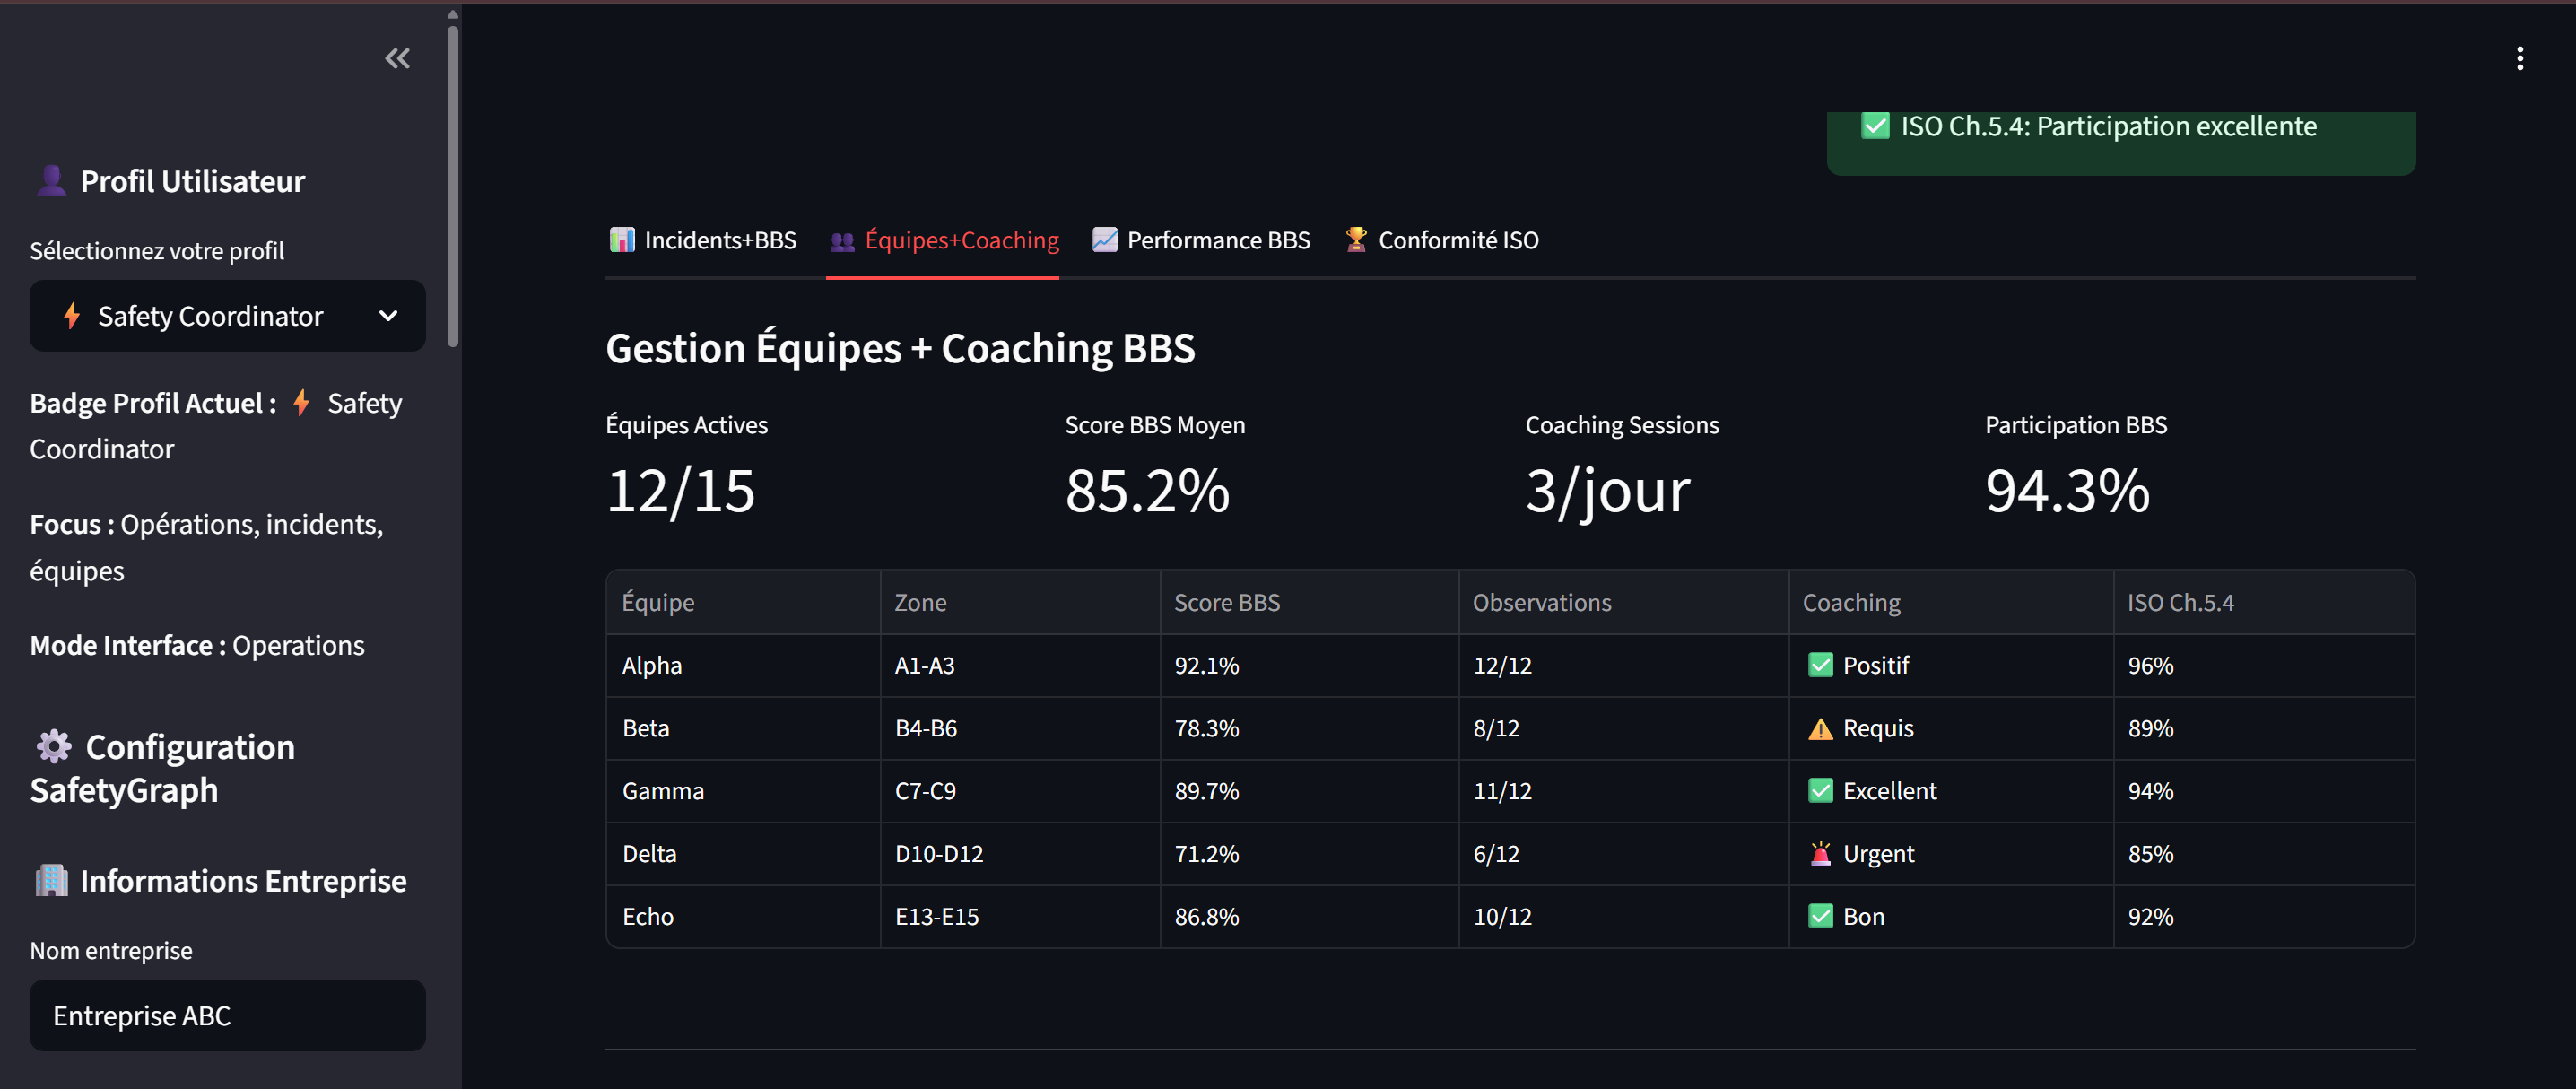 Profil Utilisateur
Sélectionnez votre profil
Safety Coordinator
Badge Profil Actuel : Safety
Coordinator
Focus : Opérations, incidents,
équipes
Mode Interface : Operations
Configuration
SafetyGraph
Informations Entreprise
Nom entreprise
Entreprise ABC
ISO Ch.5.4: Participation excellente
Incidents+BBS Équipes+Coaching Performance BBS Conformité ISO
Gestion Équipes + Coaching BBS
Équipes Actives Score BBS Moyen Coaching Sessions Participation BBS
12/15 85.2% 3/jour 94.3%
Équipe Zone Score BBS Observations Coaching ISO Ch.5.4
Alpha A1-A3 92.1% 12/12 Positif 96%
Beta B4-B6 78.3% 8/12 Requis 89%
Gamma C7-C9 89.7% 11/12 Excellent 94%
Delta D10-D12 71.2% 6/12 Urgent 85%
Echo E13-E15 86.8% 10/12 Bon 92%